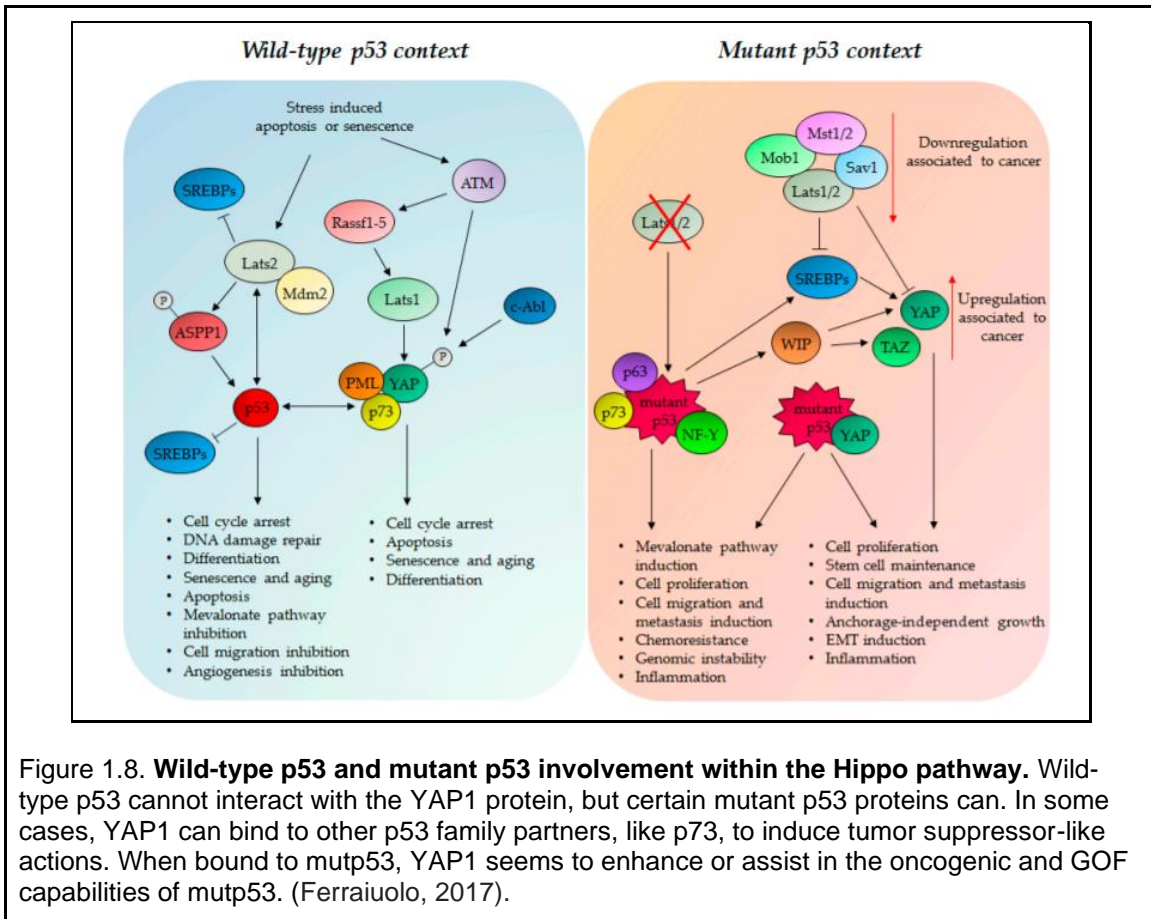 Wild-type p53 context
Mutant p53 context
Stress induced
apoptosis or senescence
SREBPs
ATM
Rassf1-5
Lats2
Mdm2
Lats1
c-Abl
P
ASPP1
P
PML
YAP
p53
p73
SREBPs
• Cell cycle arrest
• DNA damage repair
• Differentiation
• Senescence and aging
• Apoptosis
• Mevalonate pathway
inhibition
• Cell migration inhibition
• Angiogenesis inhibition
• Cell cycle arrest
• Apoptosis
• Senescence and aging
• Differentiation
Mst1/2
Mob1
Sav1
Lats1/2
Downregulation
associated to cancer
Lats1/2
SREBPs
YAP
Upregulation
associated to
cancer
WIP
TAZ
p63
p73
mutant
p53
NF-Y
mutant
p53
YAP
• Mevalonate pathway
induction
• Cell proliferation
• Cell migration and
metastasis induction
• Chemoresistance
• Genomic instability
• Inflammation
• Cell proliferation
• Stem cell maintenance
• Cell migration and metastasis
induction
• Anchorage-independent growth
• EMT induction
• Inflammation
Figure 1.8. Wild-type p53 and mutant p53 involvement within the Hippo pathway. Wild-
type p53 cannot interact with the YAP1 protein, but certain mutant p53 proteins can. In some
cases, YAP1 can bind to other p53 family partners, like p73, to induce tumor suppressor-like
actions. When bound to mutp53, YAP1 seems to enhance or assist in the oncogenic and GOF
capabilities of mutp53. (Ferraiuolo, 2017).